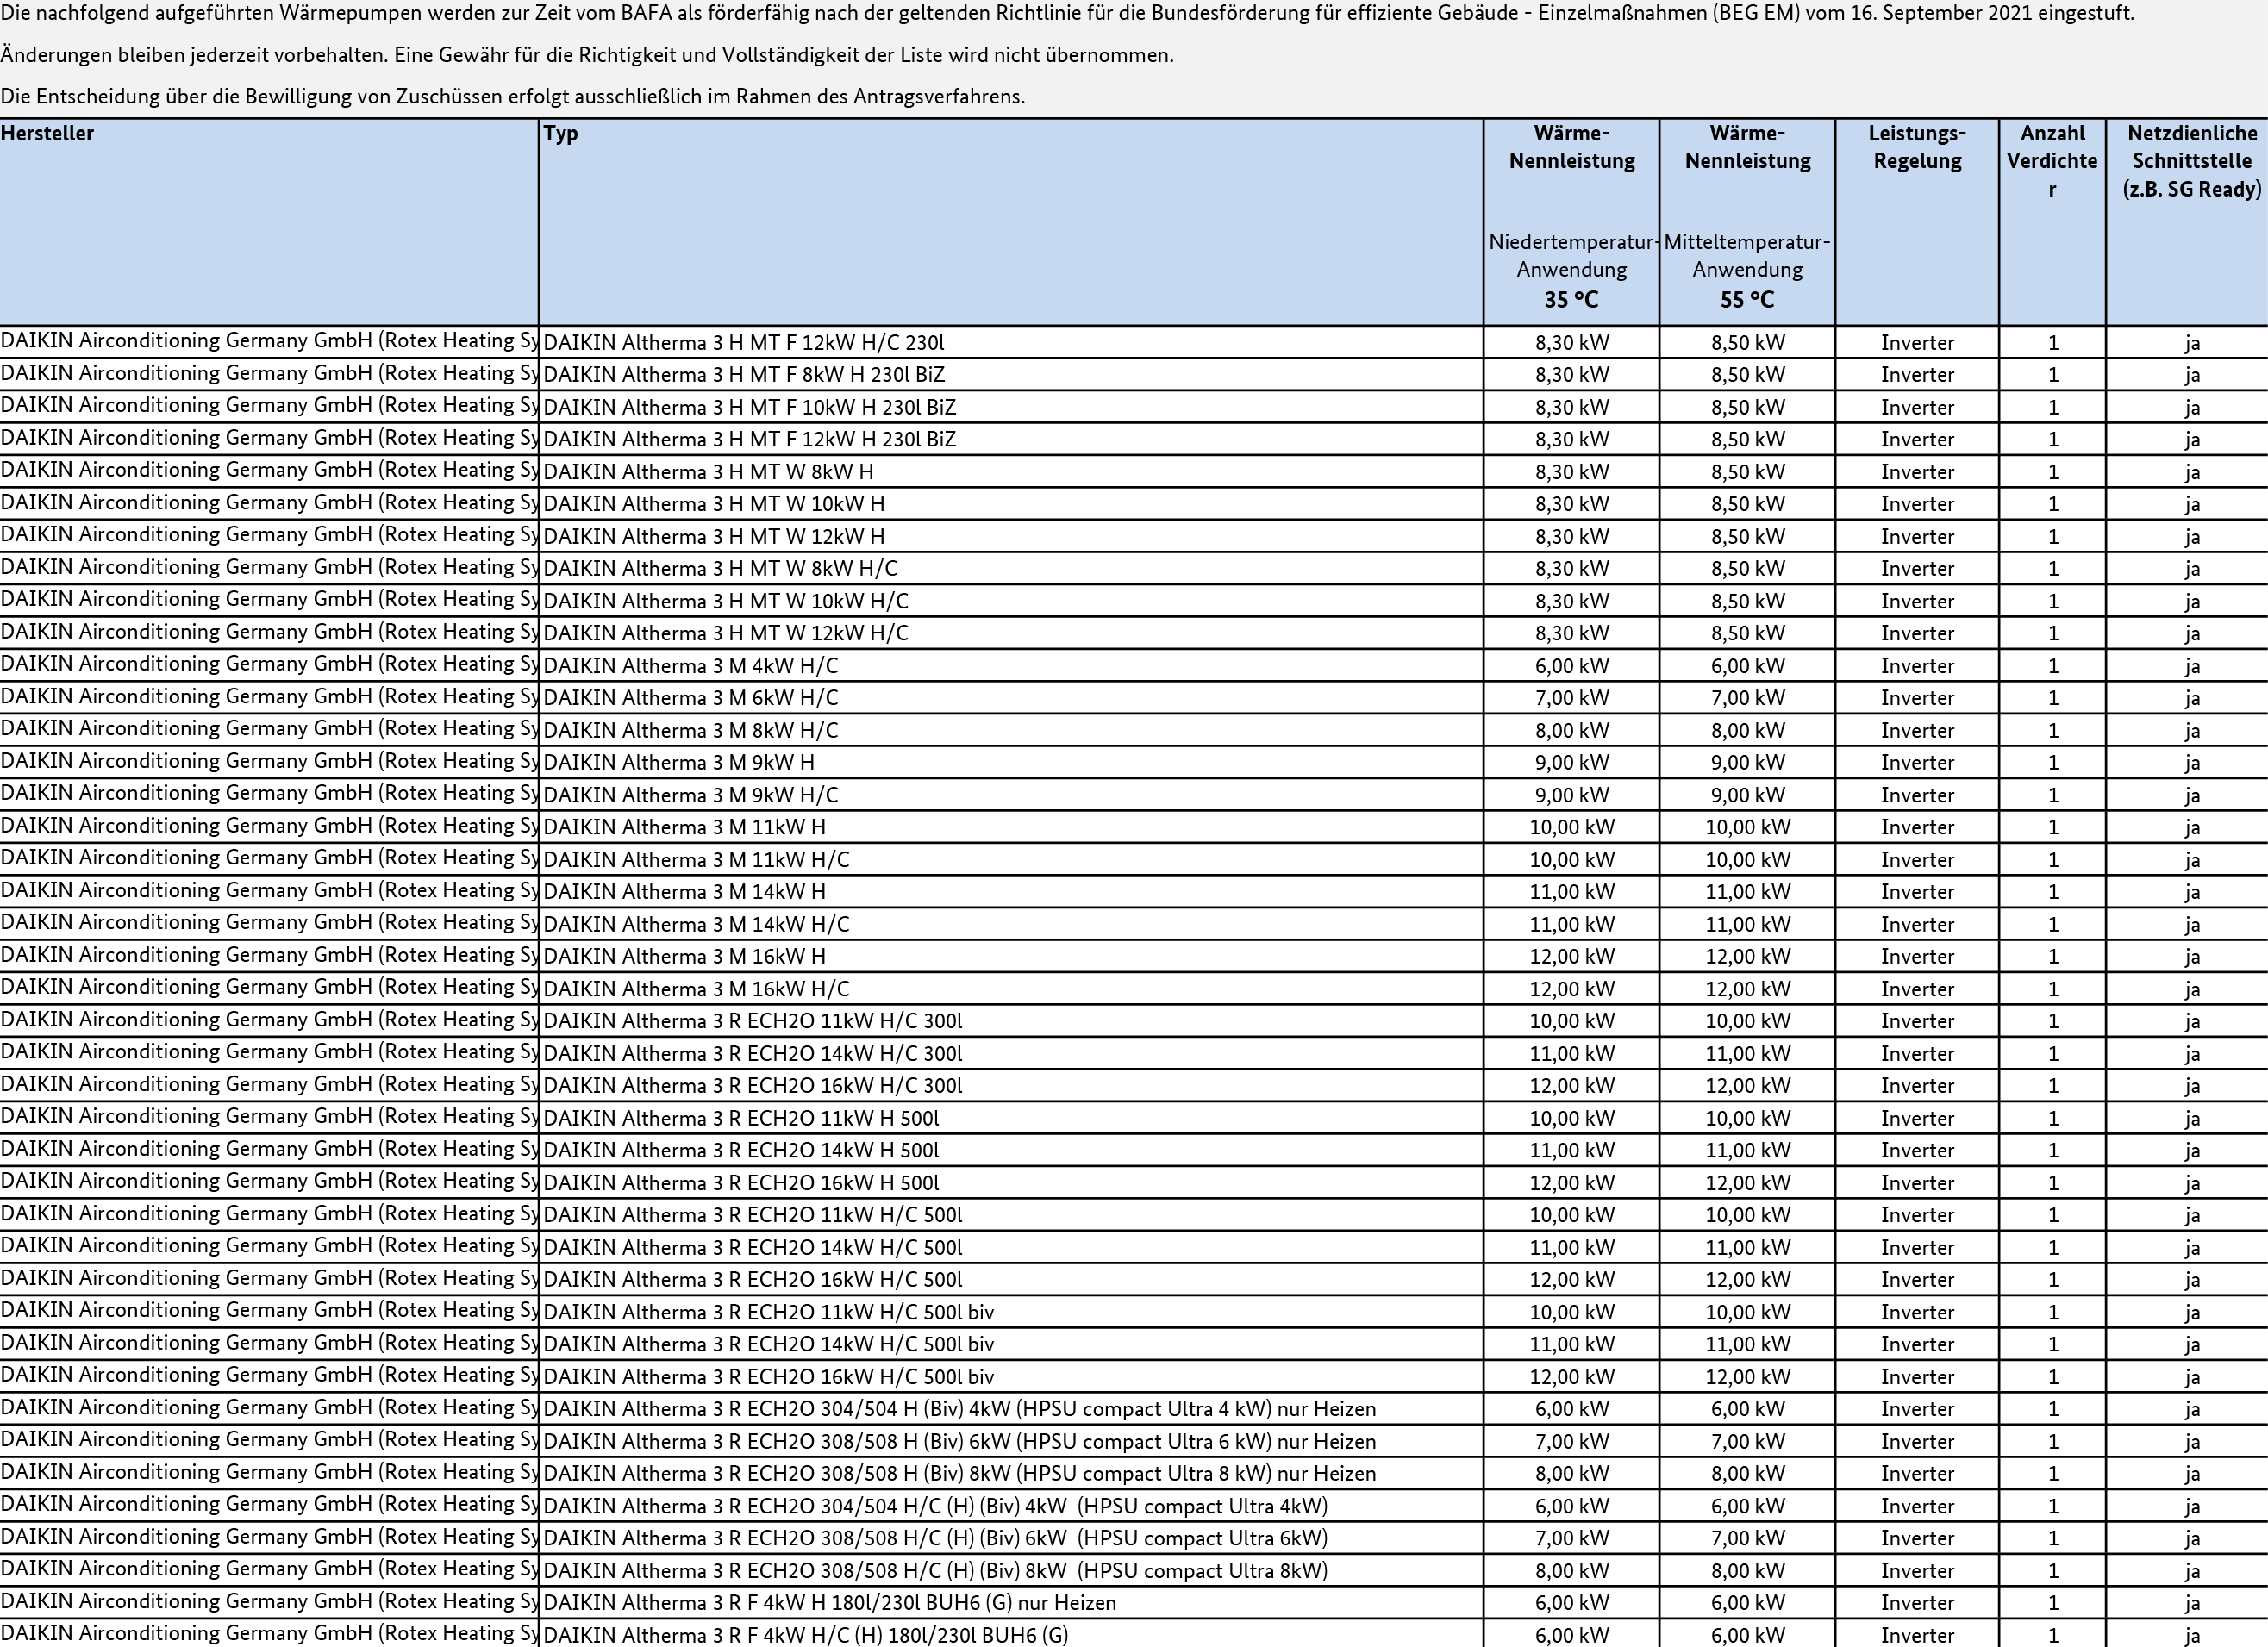 Die nachfolgend aufgeführten Wärmepumpen werden zur Zeit vom BAFA als förderfähig nach der geltenden Richtlinie für die Bundesförderung für effiziente Gebäude - Einzelmaßnahmen (BEG EM) vom 16. September 2021 eingestuft.
Änderungen bleiben jederzeit vorbehalten. Eine Gewähr für die Richtigkeit und Vollständigkeit der Liste wird nicht übernommen.
Die Entscheidung über die Bewilligung von Zuschüssen erfolgt ausschließlich im Rahmen des Antragsverfahrens.
Hersteller Typ Wärme- Wärme- Leistungs- Anzahl Netzdienliche
Nennleistung Nennleistung Regelung Verdichte Schnittstelle
r (z.B. SG Ready)
Niedertemperatur- Mitteltemperatur-
Anwendung Anwendung
35 °C 55 °C
DAIKIN Airconditioning Germany GmbH (Rotex Heating Sy DAIKIN Altherma 3 H MT F 12kW H/C 230l 8,30 kW 8,50 kW Inverter 1 ja
DAIKIN Airconditioning Germany GmbH (Rotex Heating Sy DAIKIN Altherma 3 H MT F 8kW H 230l BiZ 8,30 kW 8,50 kW Inverter 1 ja
DAIKIN Airconditioning Germany GmbH (Rotex Heating Sy DAIKIN Altherma 3 H MT F 10kW H 230l BiZ 8,30 kW 8,50 kW Inverter 1 ja
DAIKIN Airconditioning Germany GmbH (Rotex Heating Sy DAIKIN Altherma 3 H MT F 12kW H 230l BiZ 8,30 kW 8,50 kW Inverter 1 ja
DAIKIN Airconditioning Germany GmbH (Rotex Heating Sy DAIKIN Altherma 3 H MT W 8kW H 8,30 kW 8,50 kW Inverter 1 ja
DAIKIN Airconditioning Germany GmbH (Rotex Heating Sy DAIKIN Altherma 3 H MT W 10kW H 8,30 kW 8,50 kW Inverter 1 ja
DAIKIN Airconditioning Germany GmbH (Rotex Heating Sy DAIKIN Altherma 3 H MT W 12kW H 8,30 kW 8,50 kW Inverter 1 ja
DAIKIN Airconditioning Germany GmbH (Rotex Heating Sy DAIKIN Altherma 3 H MT W 8kW H/C 8,30 kW 8,50 kW Inverter 1 ja
DAIKIN Airconditioning Germany GmbH (Rotex Heating Sy DAIKIN Altherma 3 H MT W 10kW H/C 8,30 kW 8,50 kW Inverter 1 ja
DAIKIN Airconditioning Germany GmbH (Rotex Heating Sy DAIKIN Altherma 3 H MT W 12kW H/C 8,30 kW 8,50 kW Inverter 1 ja
DAIKIN Airconditioning Germany GmbH (Rotex Heating Sy DAIKIN Altherma 3 M 4kW H/C 6,00 kW 6,00 kW Inverter 1 ja
DAIKIN Airconditioning Germany GmbH (Rotex Heating Sy DAIKIN Altherma 3 M 6kW H/C 7,00 kW 7,00 kW Inverter 1 ja
DAIKIN Airconditioning Germany GmbH (Rotex Heating Sy DAIKIN Altherma 3 M 8kW H/C 8,00 kW 8,00 kW Inverter 1 ja
DAIKIN Airconditioning Germany GmbH (Rotex Heating Sy DAIKIN Altherma 3 M 9kW H 9,00 kW 9,00 kW Inverter 1 ja
DAIKIN Airconditioning Germany GmbH (Rotex Heating Sy DAIKIN Altherma 3 M 9kW H/C 9,00 kW 9,00 kW Inverter 1 ja
DAIKIN Airconditioning Germany GmbH (Rotex Heating Sy DAIKIN Altherma 3 M 11kW H 10,00 kW 10,00 kW Inverter 1 ja
DAIKIN Airconditioning Germany GmbH (Rotex Heating Sy DAIKIN Altherma 3 M 11kW H/C 10,00 kW 10,00 kW Inverter 1 ja
DAIKIN Airconditioning Germany GmbH (Rotex Heating Sy DAIKIN Altherma 3 M 14kW H 11,00 kW 11,00 kW Inverter 1 ja
DAIKIN Airconditioning Germany GmbH (Rotex Heating Sy DAIKIN Altherma 3 M 14kW H/C 11,00 kW 11,00 kW Inverter 1 ja
DAIKIN Airconditioning Germany GmbH (Rotex Heating Sy DAIKIN Altherma 3 M 16kW H 12,00 kW 12,00 kW Inverter 1 ja
DAIKIN Airconditioning Germany GmbH (Rotex Heating Sy DAIKIN Altherma 3 M 16kW H/C 12,00 kW 12,00 kW Inverter 1 ja
DAIKIN Airconditioning Germany GmbH (Rotex Heating Sy DAIKIN Altherma 3 R ECH2O 11kW H/C 300l 10,00 kW 10,00 kW Inverter 1 ja
DAIKIN Airconditioning Germany GmbH (Rotex Heating Sy DAIKIN Altherma 3 R ECH2O 14kW H/C 300l 11,00 kW 11,00 kW Inverter 1 ja
DAIKIN Airconditioning Germany GmbH (Rotex Heating Sy DAIKIN Altherma 3 R ECH2O 16kW H/C 300l 12,00 kW 12,00 kW Inverter 1 ja
DAIKIN Airconditioning Germany GmbH (Rotex Heating Sy DAIKIN Altherma 3 R ECH2O 11kW H 500l 10,00 kW 10,00 kW Inverter 1 ja
DAIKIN Airconditioning Germany GmbH (Rotex Heating Sy DAIKIN Altherma 3 R ECH2O 14kW H 500l 11,00 kW 11,00 kW Inverter 1 ja
DAIKIN Airconditioning Germany GmbH (Rotex Heating Sy DAIKIN Altherma 3 R ECH2O 16kW H 500l 12,00 kW 12,00 kW Inverter 1 ja
DAIKIN Airconditioning Germany GmbH (Rotex Heating Sy DAIKIN Altherma 3 R ECH2O 11kW H/C 500l 10,00 kW 10,00 kW Inverter 1 ja
DAIKIN Airconditioning Germany GmbH (Rotex Heating Sy DAIKIN Altherma 3 R ECH2O 14kW H/C 500l 11,00 kW 11,00 kW Inverter 1 ja
DAIKIN Airconditioning Germany GmbH (Rotex Heating Sy DAIKIN Altherma 3 R ECH2O 16kW H/C 500l 12,00 kW 12,00 kW Inverter 1 ja
DAIKIN Airconditioning Germany GmbH (Rotex Heating Sy DAIKIN Altherma 3 R ECH2O 11kW H/C 500l biv 10,00 kW 10,00 kW Inverter 1 ja
DAIKIN Airconditioning Germany GmbH (Rotex Heating Sy DAIKIN Altherma 3 R ECH2O 14kW H/C 500l biv 11,00 kW 11,00 kW Inverter 1 ja
DAIKIN Airconditioning Germany GmbH (Rotex Heating Sy DAIKIN Altherma 3 R ECH2O 16kW H/C 500l biv 12,00 kW 12,00 kW Inverter 1 ja
DAIKIN Airconditioning Germany GmbH (Rotex Heating Sy DAIKIN Altherma 3 R ECH2O 304/504 H (Biv) 4kW (HPSU compact Ultra 4 kW) nur Heizen 6,00 kW 6,00 kW Inverter 1 ja
DAIKIN Airconditioning Germany GmbH (Rotex Heating Sy DAIKIN Altherma 3 R ECH2O 308/508 H (Biv) 6kW (HPSU compact Ultra 6 kW) nur Heizen 7,00 kW 7,00 kW Inverter 1 ja
DAIKIN Airconditioning Germany GmbH (Rotex Heating Sy DAIKIN Altherma 3 R ECH2O 308/508 H (Biv) 8kW (HPSU compact Ultra 8 kW) nur Heizen 8,00 kW 8,00 kW Inverter 1 ja
DAIKIN Airconditioning Germany GmbH (Rotex Heating Sy DAIKIN Altherma 3 R ECH2O 304/504 H/C (H) (Biv) 4kW (HPSU compact Ultra 4kW) 6,00 kW 6,00 kW Inverter 1 ja
DAIKIN Airconditioning Germany GmbH (Rotex Heating Sy DAIKIN Altherma 3 R ECH2O 308/508 H/C (H) (Biv) 6kW (HPSU compact Ultra 6kW) 7,00 kW 7,00 kW Inverter 1 ja
DAIKIN Airconditioning Germany GmbH (Rotex Heating Sy DAIKIN Altherma 3 R ECH2O 308/508 H/C (H) (Biv) 8kW (HPSU compact Ultra 8kW) 8,00 kW 8,00 kW Inverter 1 ja
DAIKIN Airconditioning Germany GmbH (Rotex Heating Sy DAIKIN Altherma 3 R F 4kW H 180l/230l BUH6 (G) nur Heizen 6,00 kW 6,00 kW Inverter 1 ja
DAIKIN Airconditioning Germany GmbH (Rotex Heating Sy DAIKIN Altherma 3 R F 4kW H/C (H) 180l/230l BUH6 (G) 6,00 kW 6,00 kW Inverter 1 ja